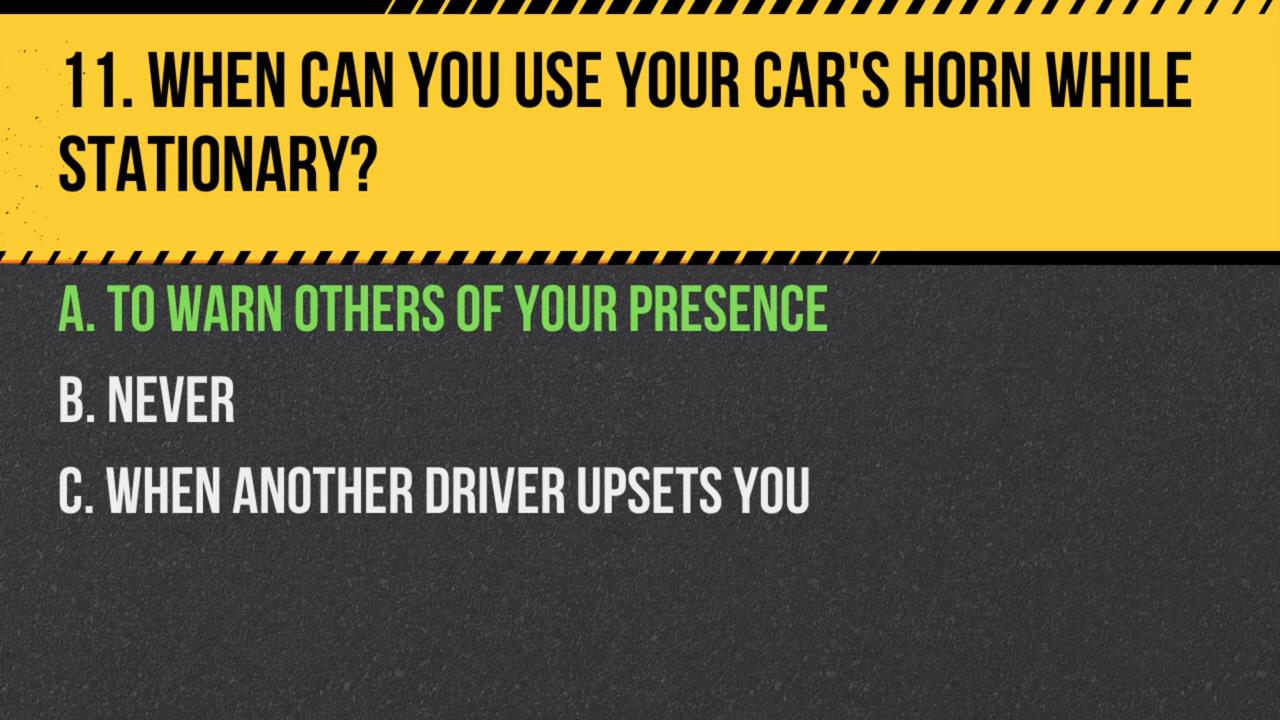 11. WHEN CAN YOU USE YOUR CAR'S HORN WHILE
STATIONARY?
A. TO WARN OTHERS OF YOUR PRESENCE
B. NEVER
C. WHEN ANOTHER DRIVER UPSETS YOU